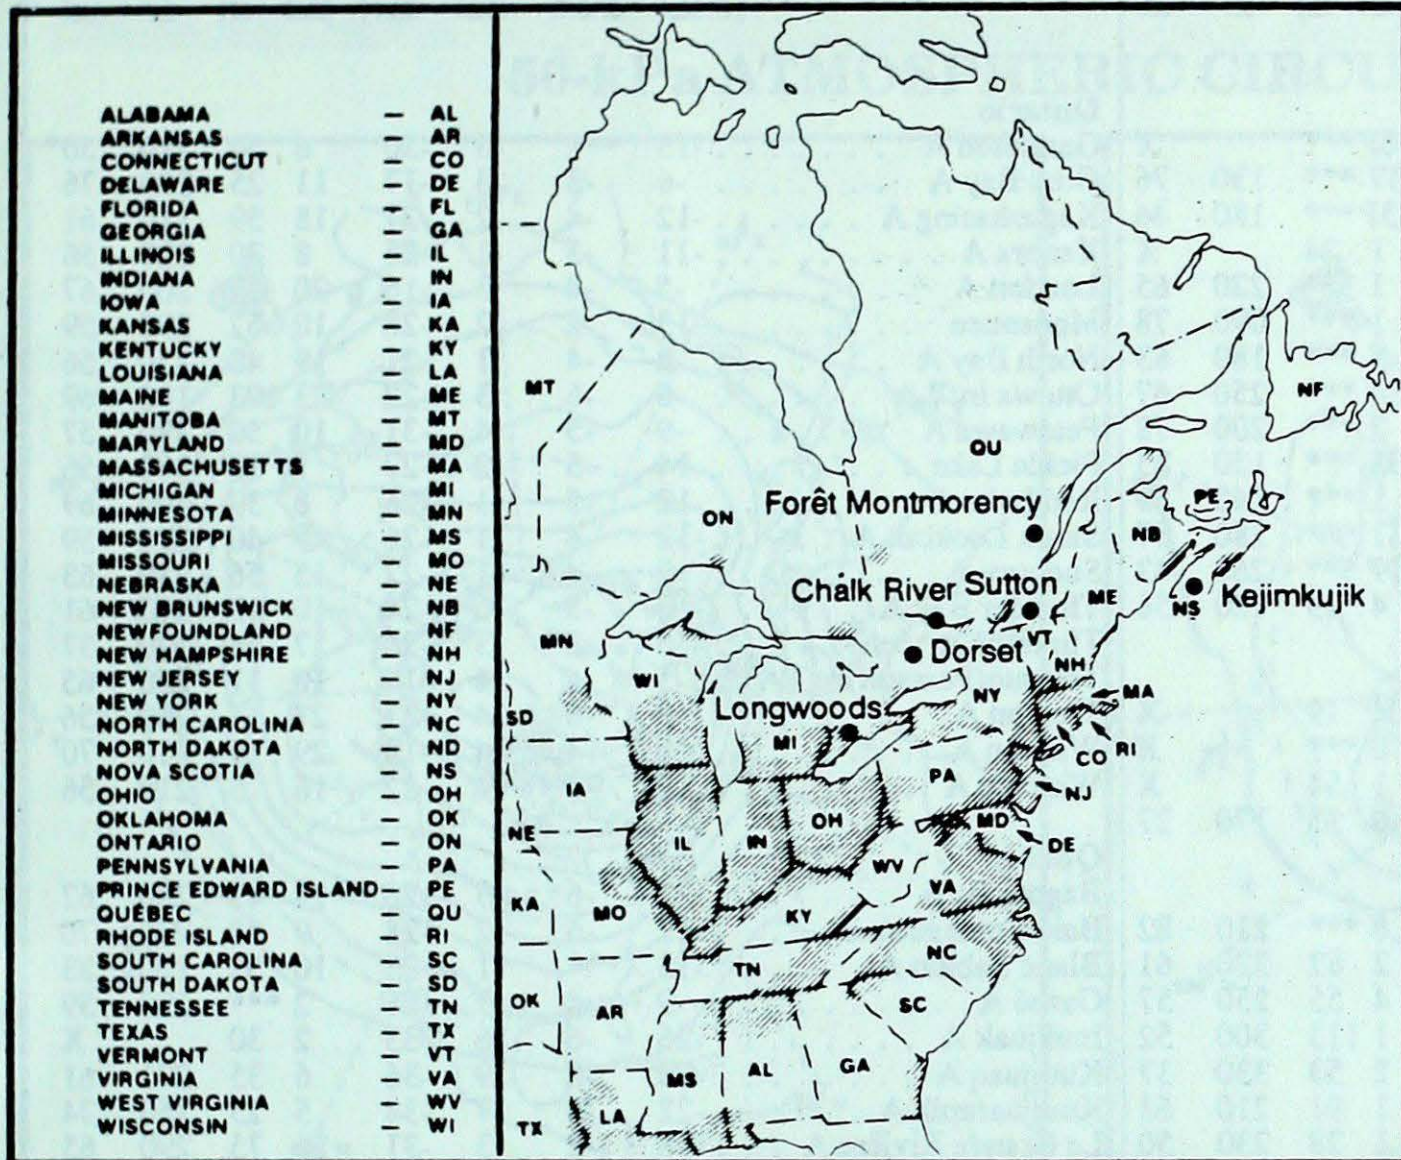 ALABAMA — AL
ARKANSAS — AR
CONNECTICUT — CO
DELAWARE — DE
FLORIDA — FL
GEORGIA — GA
ILLINOIS — IL
INDIANA — IN
IOWA — IA
KANSAS — KA
KENTUCKY — KY
LOUISIANA — LA
MAINE — ME
MANITOBA — MT
MARYLAND — MD
MASSACHUSETTS — MA
MICHIGAN — MI
MINNESOTA — MN
MISSISSIPPI — MS
MISSOURI — MO
NEBRASKA — NE
NEW BRUNSWICK — NB
NEWFOUNDLAND — NF
NEW HAMPSHIRE — NH
NEW JERSEY — NJ
NEW YORK — NY
NORTH CAROLINA — NC
NORTH DAKOTA — ND
NOVA SCOTIA — NS
OHIO — OH
OKLAHOMA — OK
ONTARIO — ON
PENNSYLVANIA — PA
PRINCE EDWARD ISLAND — PE
QUÉBEC — QU
RHODE ISLAND — RI
SOUTH CAROLINA — SC
SOUTH DAKOTA — SD
TENNESSEE — TN
TEXAS — TX
VERMONT — VT
VIRGINIA — VA
WEST VIRGINIA — WV
WISCONSIN — WI
MT
NF
QU
Forêt Montmorency
PE
ON
NB
Chalk River Sutton
ME
NS
Kejimkujik
MN
VT
Dorset
NH
WI
NY
MA
SD
Longwoods
MI
CO
RI
PA
IA
NJ
NE
IL
IN
OH
MD
DE
WV
VA
KA
MO
KY
NC
TN
OK
AR
SC
MS
AL
GA
LA
TX